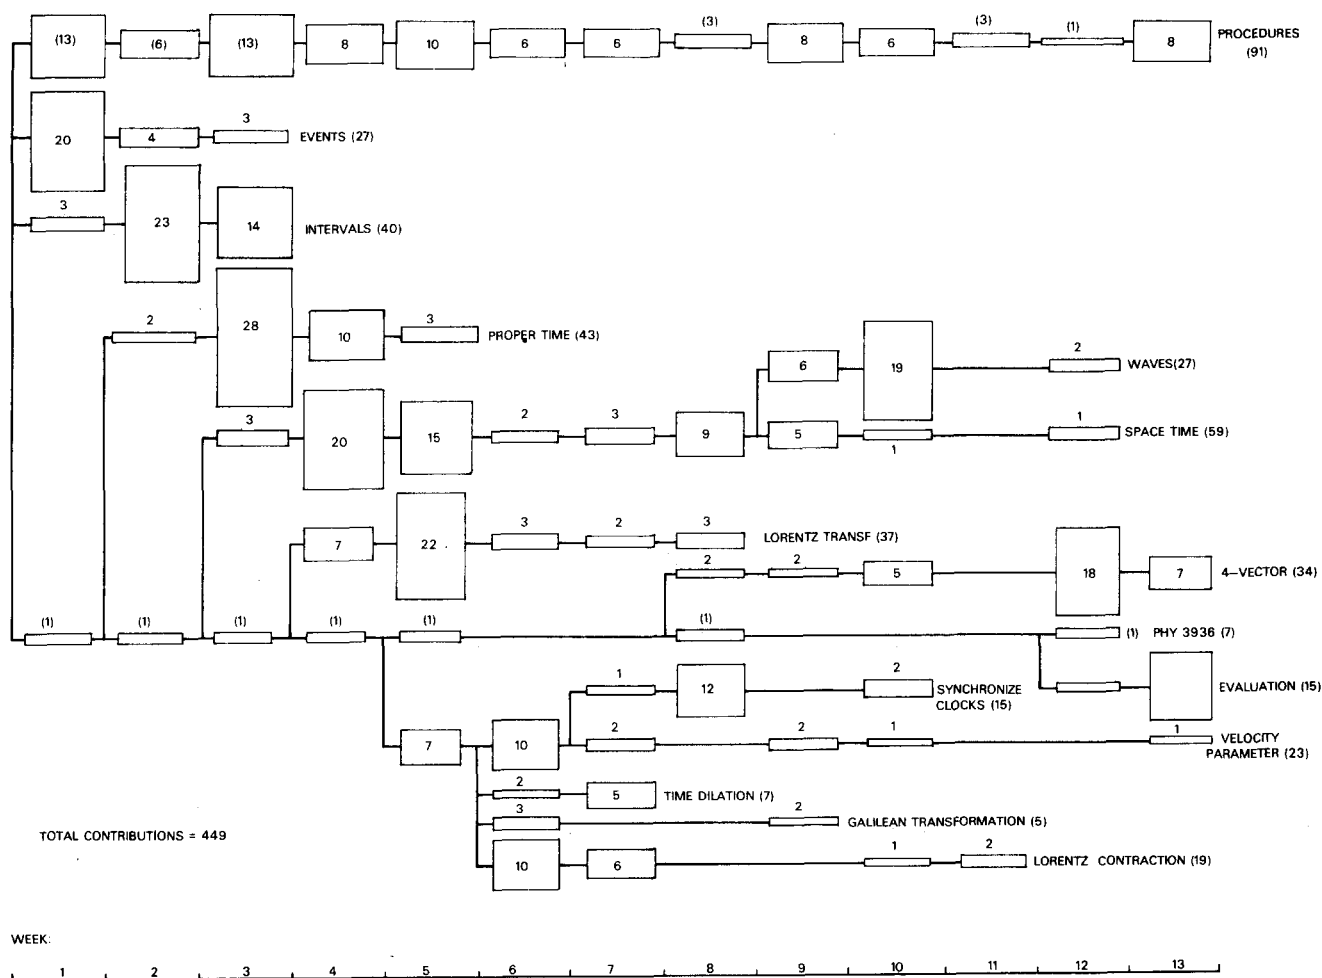 (13) (6) (13) 8 10 6 6 (3) 8 6 (3) (1) 8 PROCEDURES
(91)
20 4 3 EVENTS (27)
3 23 14 INTERVALS (40)
2 28 10 3 PROPER TIME (43)
6 19 2 WAVES(27)
3 20 15 2 3 9 5 1 1 SPACE TIME (59)
7 22 3 2 3 LORENTZ TRANSF (37)
2 2 5 18 7 4–VECTOR (34)
(1) (1) (1) (1) (1) (1) (1) PHY 3936 (7)
EVALUATION (15)
1 12 2 SYNCHRONIZE
CLOCKS (15)
7 10 2 2 1 1 VELOCITY
PARAMETER (23)
2 5 TIME DILATION (7)
3 2 GALILEAN TRANSFORMATION (5)
TOTAL CONTRIBUTIONS = 449
10 6 1 2 LORENTZ CONTRACTION (19)
WEEK:
1 2 3 4 5 6 7 8 9 10 11 12 13